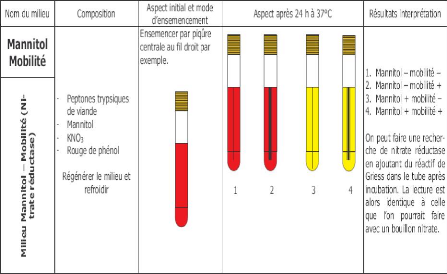 Nom du milieu
Composition
Aspect initial et mode
d'ensemencement
Aspect après 24 h à 37°C
Résultats interprétation
Mannitol
Mobilité
Milieu Mannitol – Mobilité (Ni-
trate réductase)
- Peptones trypsiques
de viande
- Mannitol
- KNO3
- Rouge de phénol
Régénérer le milieu et
refroidir
Ensemencer par piqûre
centrale au fil droit par
exemple.
1 2 3 4
1. Mannitol – mobilité –
2. Mannitol – mobilité +
3. Mannitol + mobilité –
4. Mannitol + mobilité +
On peut faire une recher-
che de nitrate réductase
en ajoutant du réactif de
Griess dans le tube après
incubation. La lecture est
alors identique à celle
que l'on pourrait faire
avec un bouillon nitrate.